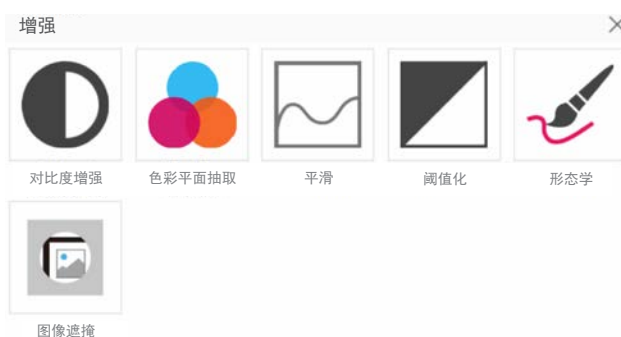 增强
对比度增强
色彩平面抽取
平滑
阈值化
形态学
图像遮掩